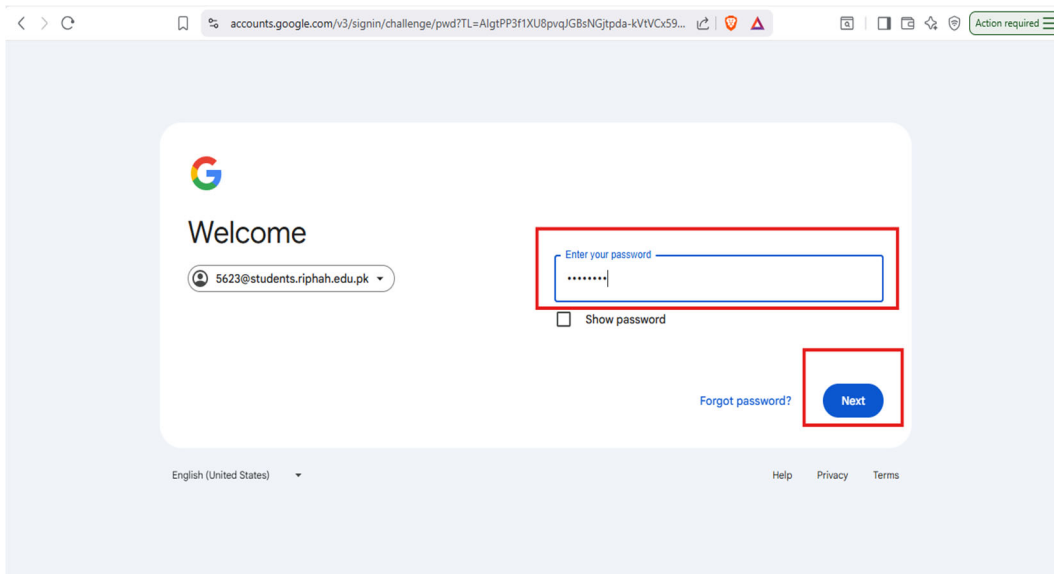 accounts.google.com/v3/signin/challenge/pwd?TL=AIgtPP3f1XU8pvqJGBsNGjtpda-kVtVCx59...
Action required
Welcome
5623@students.riphah.edu.pk
Enter your password
••••••••
Show password
Forgot password?
Next
English (United States)
Help Privacy Terms